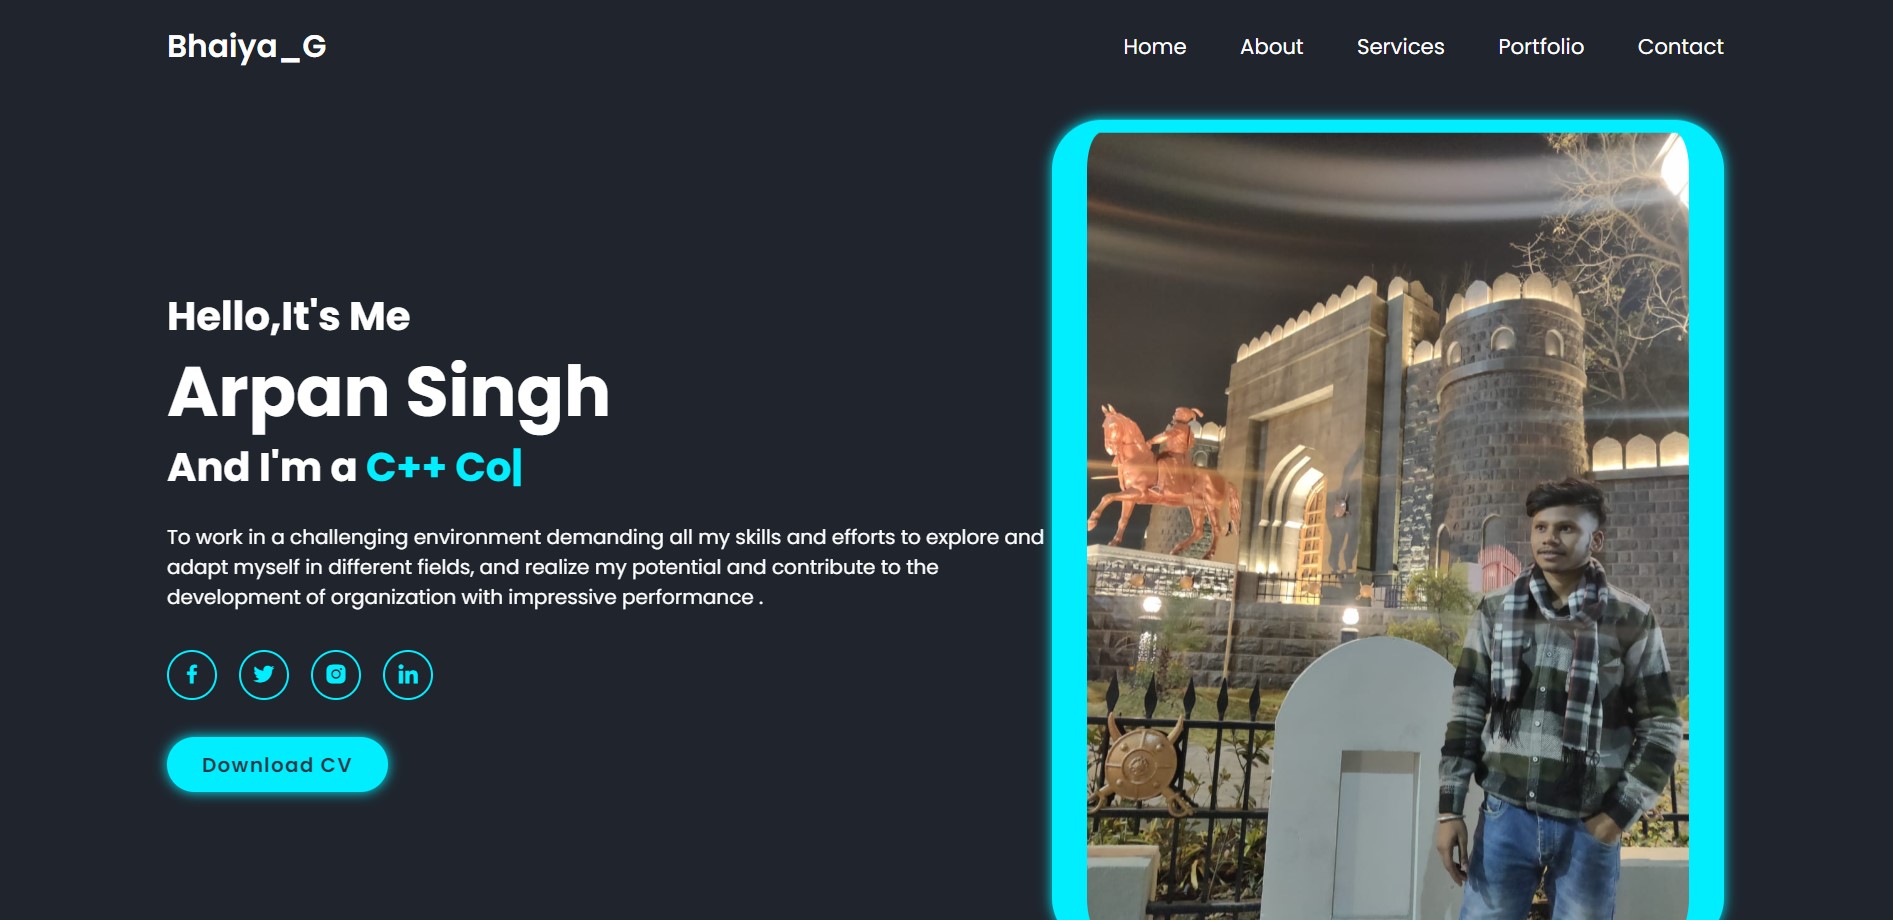 Bhaiya_G
Home About Services Portfolio Contact
Hello,It's Me
Arpan Singh
And I'm a C++ Co|
To work in a challenging environment demanding all my skills and efforts to explore and
adapt myself in different fields, and realize my potential and contribute to the
development of organization with impressive performance .
Download CV